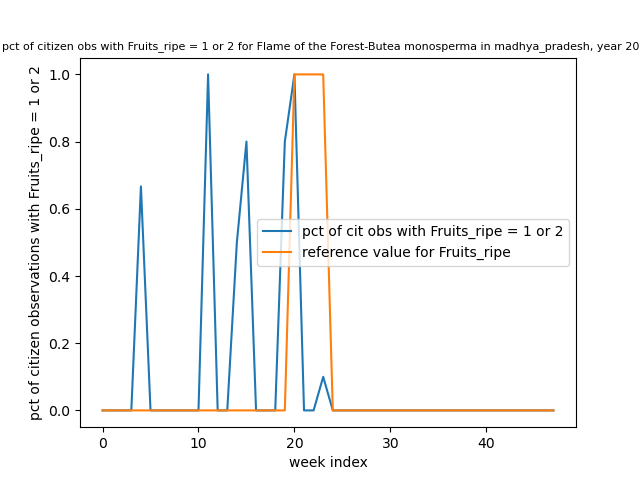 pct of citizen obs with Fruits_ripe = 1 or 2 for Flame of the Forest-Butea monosperma in madhya_pradesh, year 20
pct of citizen observations with Fruits_ripe = 1 or 2
1.0
0.8
0.6
0.4
0.2
0.0
pct of cit obs with Fruits_ripe = 1 or 2
reference value for Fruits_ripe
0 10 20 30 40
week index